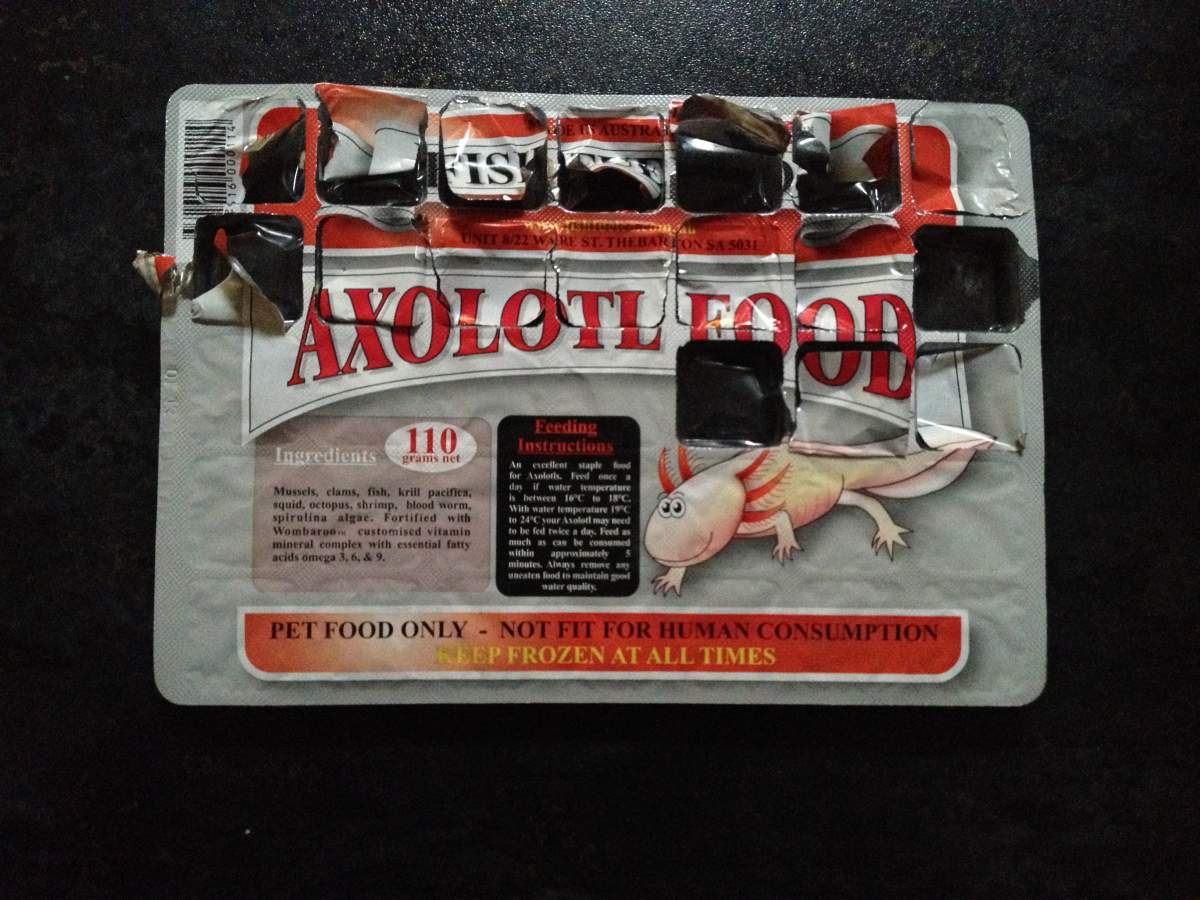 FISH
UNIT 8/22 WARE ST. THEBARTON SA 5031
AXOLOTL FOOD
Ingredients
110
grams net
Mussels, clams, fish, krill pacifica,
squid, octopus, shrimp, blood worm,
spirulina algae. Fortified with
Wombaroo™ customised vitamin
mineral complex with essential fatty
acids omega 3, 6, & 9.
Feeding
Instructions
An excellent staple food
for Axolotls. Feed once a
day if water temperature
is between 16°C to 18°C.
With water temperature 19°C
to 24°C your Axolotl may need
to be fed twice a day. Feed as
much as can be consumed
within approximately 5
minutes. Always remove any
uneaten food to maintain good
water quality.
PET FOOD ONLY - NOT FIT FOR HUMAN CONSUMPTION
KEEP FROZEN AT ALL TIMES